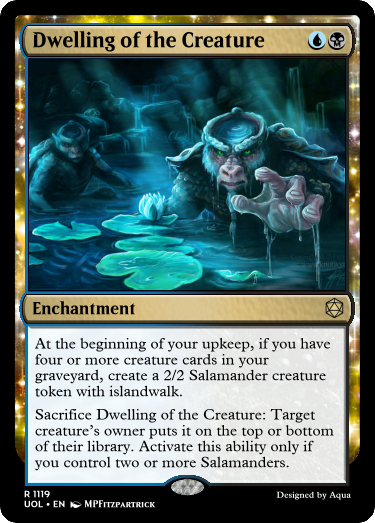 Dwelling of the Creature
Enchantment
At the beginning of your upkeep, if you have
four or more creature cards in your
graveyard, create a 2/2 Salamander creature
token with islandwalk.
Sacrifice Dwelling of the Creature: Target
creature's owner puts it on the top or bottom
of their library. Activate this ability only if
you control two or more Salamanders.
R 1119
UOL • EN MPFitzpartrick
Designed by Aqua